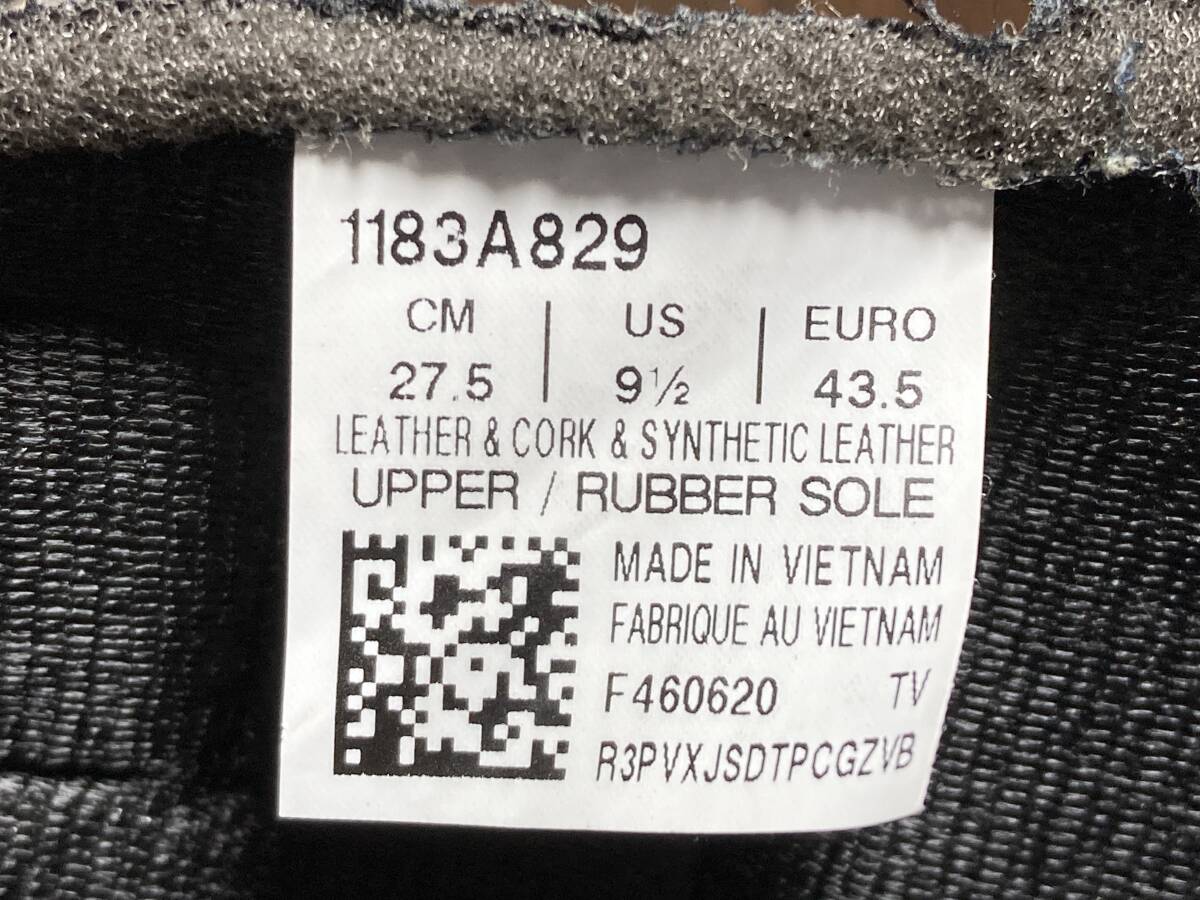 1183A829
CM | US | EURO
27.5 | 9½ | 43.5
LEATHER & CORK & SYNTHETIC LEATHER
UPPER / RUBBER SOLE
MADE IN VIETNAM
FABRIQUE AU VIETNAM
F460620 TV
R3PVXJSDTPCGZVB